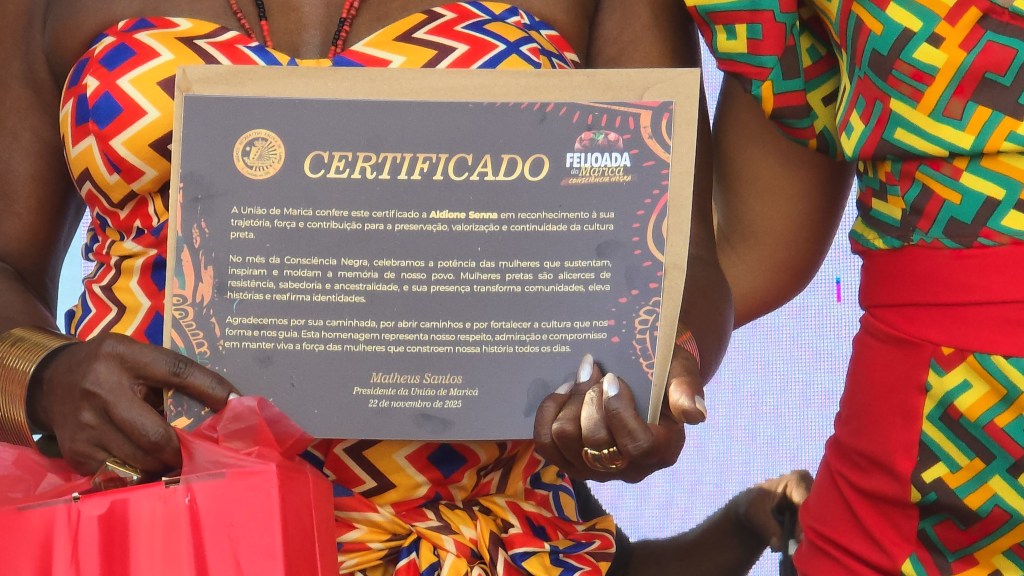 CERTIFICADO
FEIJOADA
da Maricá
CONSCIÊNCIA NEGRA
A União de Maricá confere este certificado a Aldione Senna em reconhecimento à sua
trajetória, força e contribuição para a preservação, valorização e continuidade da cultura
preta.
No mês da Consciência Negra, celebramos a potência das mulheres que sustentam,
inspiram e moldam a memória de nosso povo. Mulheres pretas são alicerces de
resistência, sabedoria e ancestralidade, e sua presença transforma comunidades, eleva
histórias e reafirma identidades.
Agradecemos por sua caminhada, por abrir caminhos e por fortalecer a cultura que nos
forma e nos guia. Esta homenagem representa nosso respeito, admiração e compromisso
em manter viva a força das mulheres que constroem nossa história todos os dias.
Matheus Santos
Presidente da União de Maricá
22 de novembro de 2025